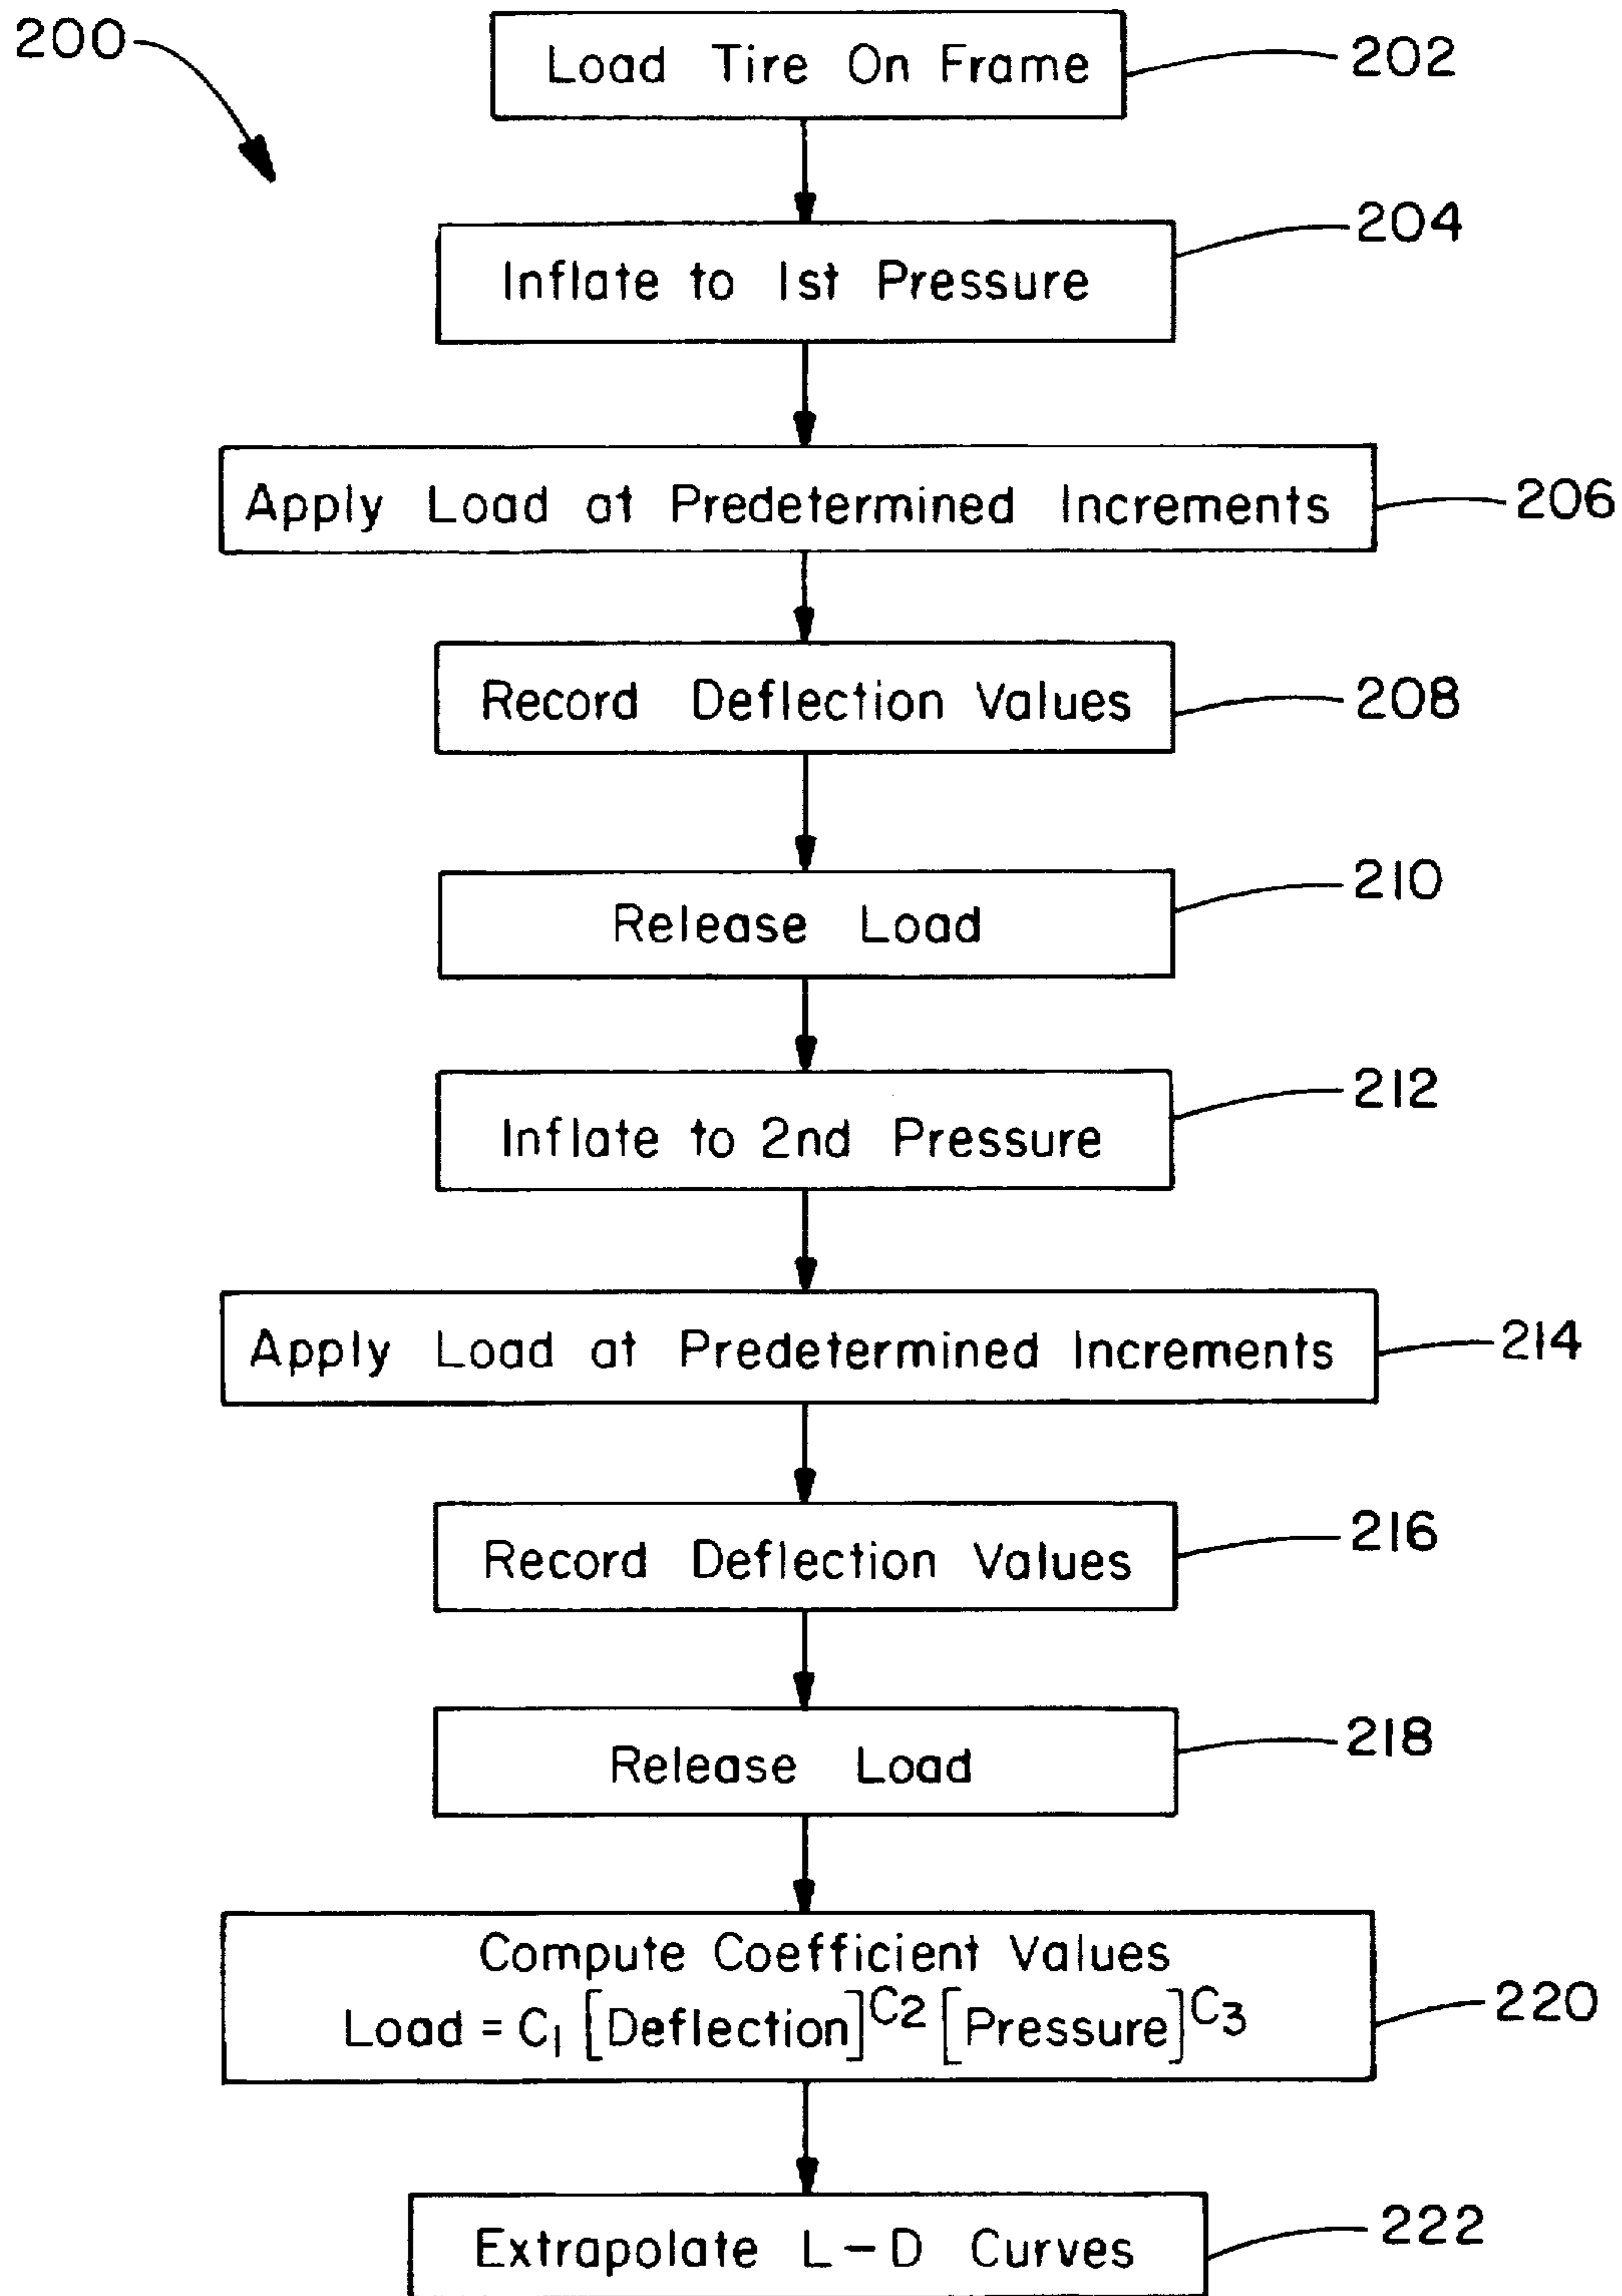 200
Load Tire On Frame 202
Inflate to 1st Pressure 204
Apply Load at Predetermined Increments 206
Record Deflection Values 208
Release Load 210
Inflate to 2nd Pressure 212
Apply Load at Predetermined Increments 214
Record Deflection Values 216
Release Load 218
Compute Coefficient Values
Load = C₁ [Deflection]^C2 [Pressure]^C3 220
Extrapolate L-D Curves 222